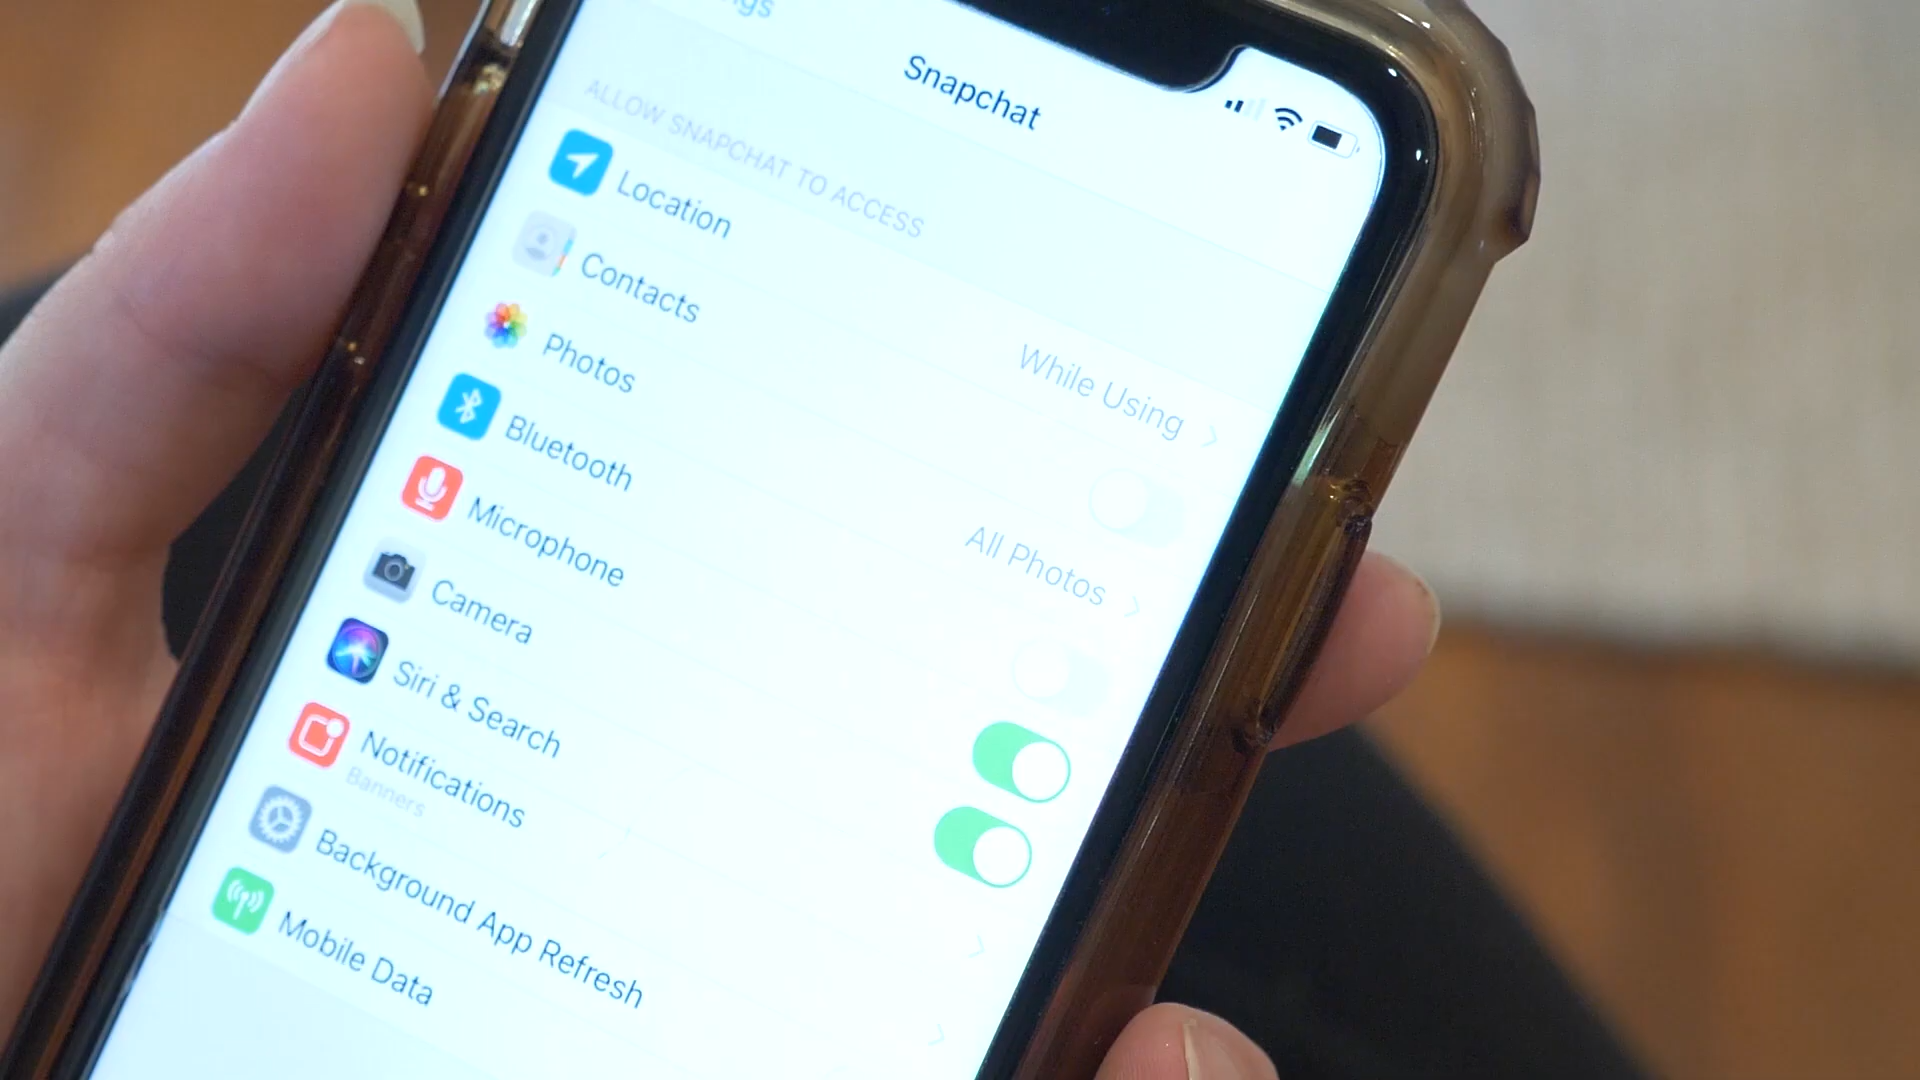 ngs
Snapchat
ALLOW SNAPCHAT TO ACCESS
Location While Using
Contacts
Photos All Photos
Bluetooth
Microphone
Camera
Siri & Search
Notifications
Banners
Background App Refresh
Mobile Data